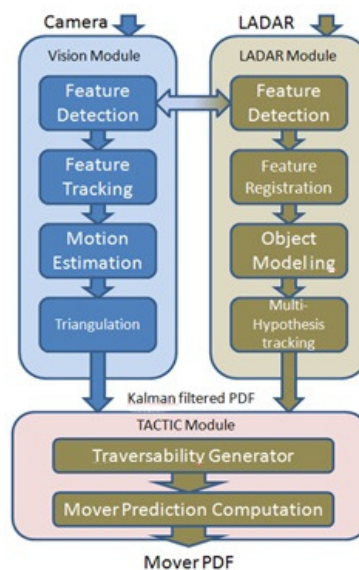 Camera
LADAR
Vision Module
Feature
Detection
Feature
Tracking
Motion
Estimation
Triangulation
LADAR Module
Feature
Detection
Feature
Registration
Object
Modeling
Multi-
Hypothesis
tracking
Kalman filtered PDF
TACTIC Module
Traversability Generator
Mover Prediction Computation
Mover PDF